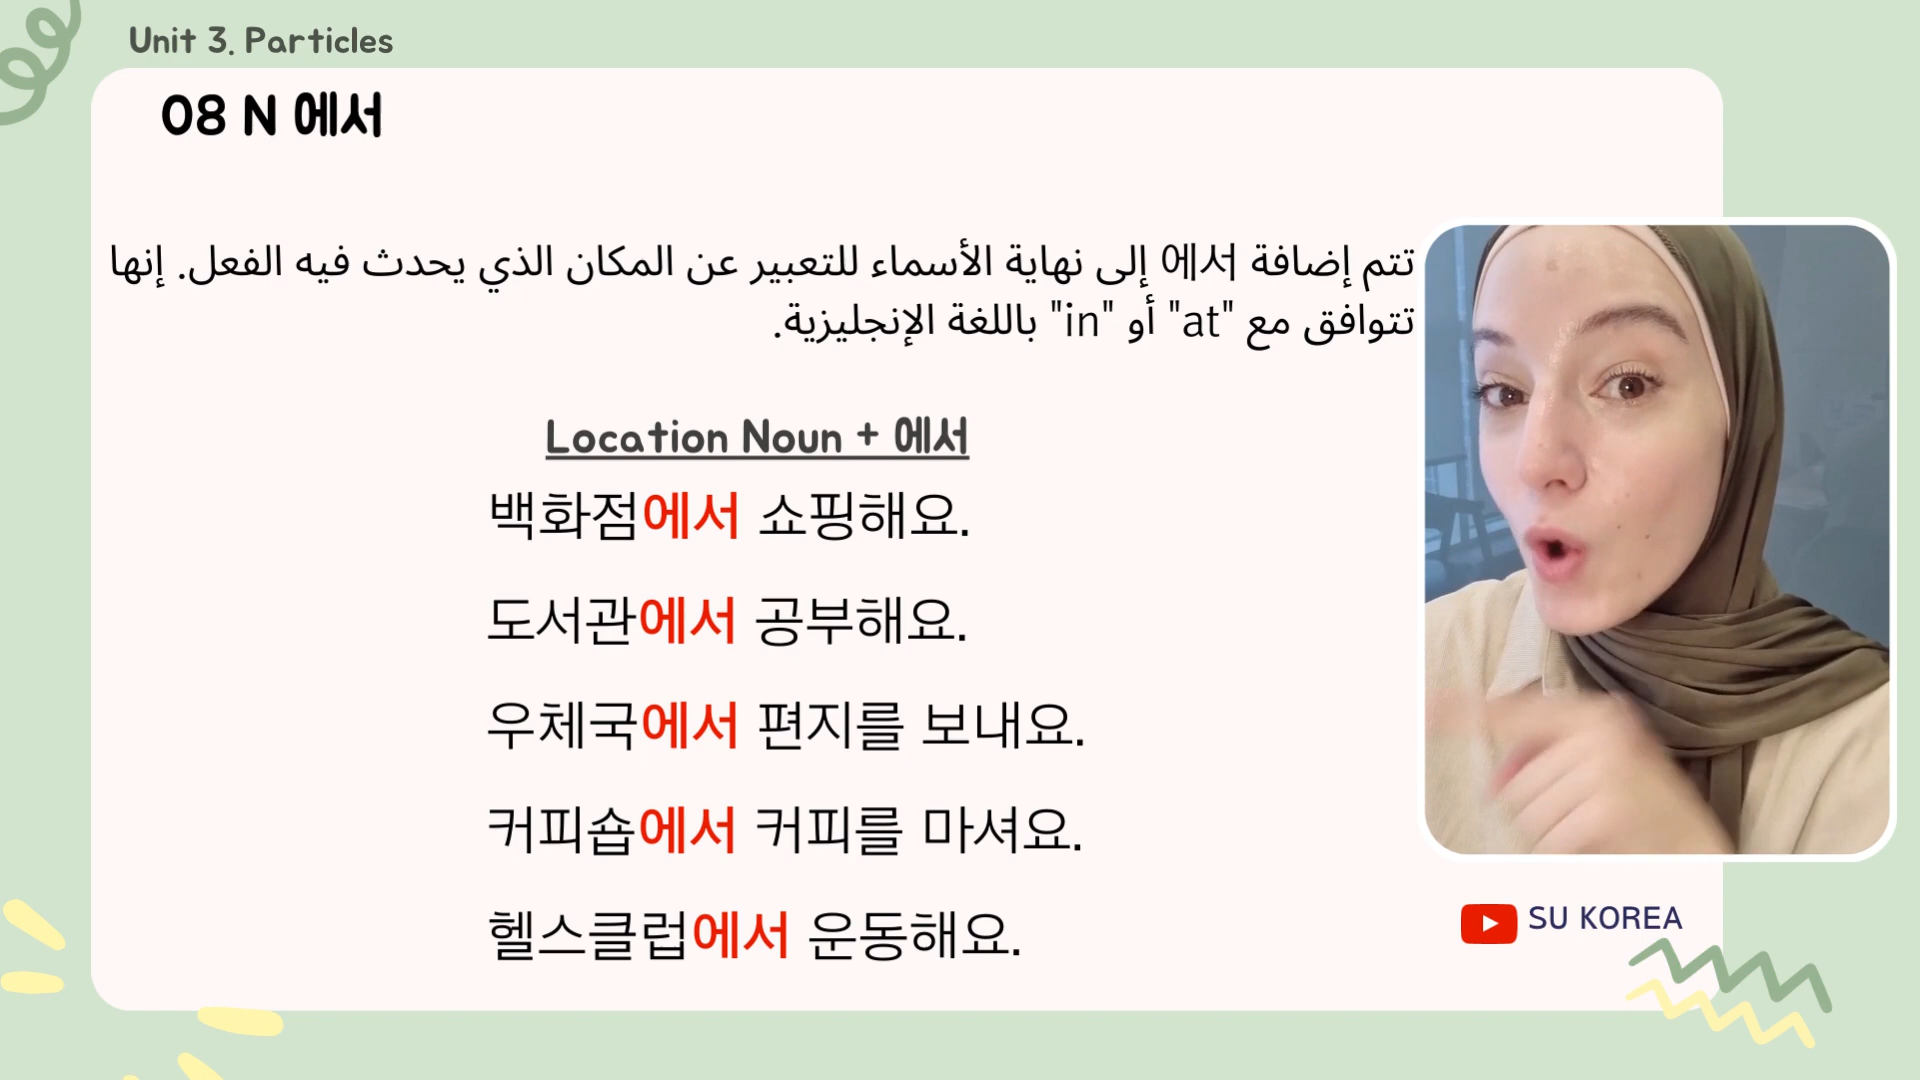 Unit 3. Particles
08 N 에서
تتم إضافة 에서 إلى نهاية الأسماء للتعبير عن المكان الذي يحدث فيه الفعل. إنها
تتوافق مع "at" أو "in" باللغة الإنجليزية.
Location Noun + 에서
백화점에서 쇼핑해요.
도서관에서 공부해요.
우체국에서 편지를 보내요.
커피숍에서 커피를 마셔요.
헬스클럽에서 운동해요.
SU KOREA